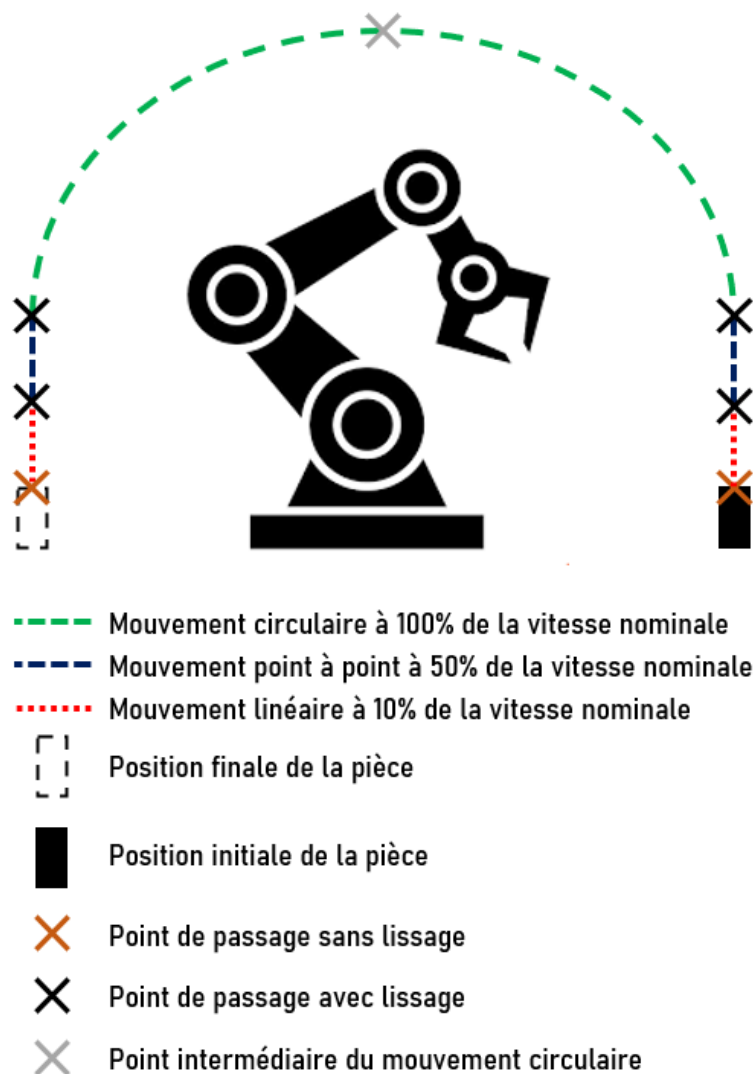 Mouvement circulaire à 100% de la vitesse nominale
Mouvement point à point à 50% de la vitesse nominale
Mouvement linéaire à 10% de la vitesse nominale
Position finale de la pièce
Position initiale de la pièce
Point de passage sans lissage
Point de passage avec lissage
Point intermédiaire du mouvement circulaire